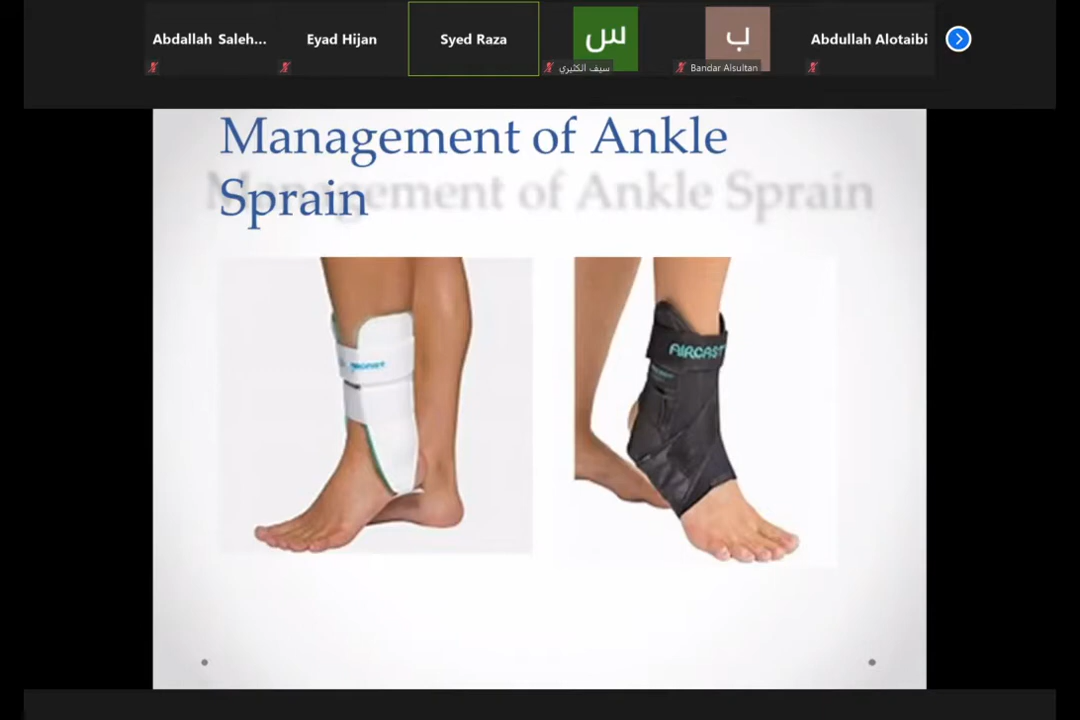 Abdallah Saleh...
Eyad Hijan
Syed Raza
س
سيف الكثيري
ب
Bandar Alsultan
Abdullah Alotaibi
Management of Ankle
Sprain
Management of Ankle Sprain
AIRCAST
AIRCAST